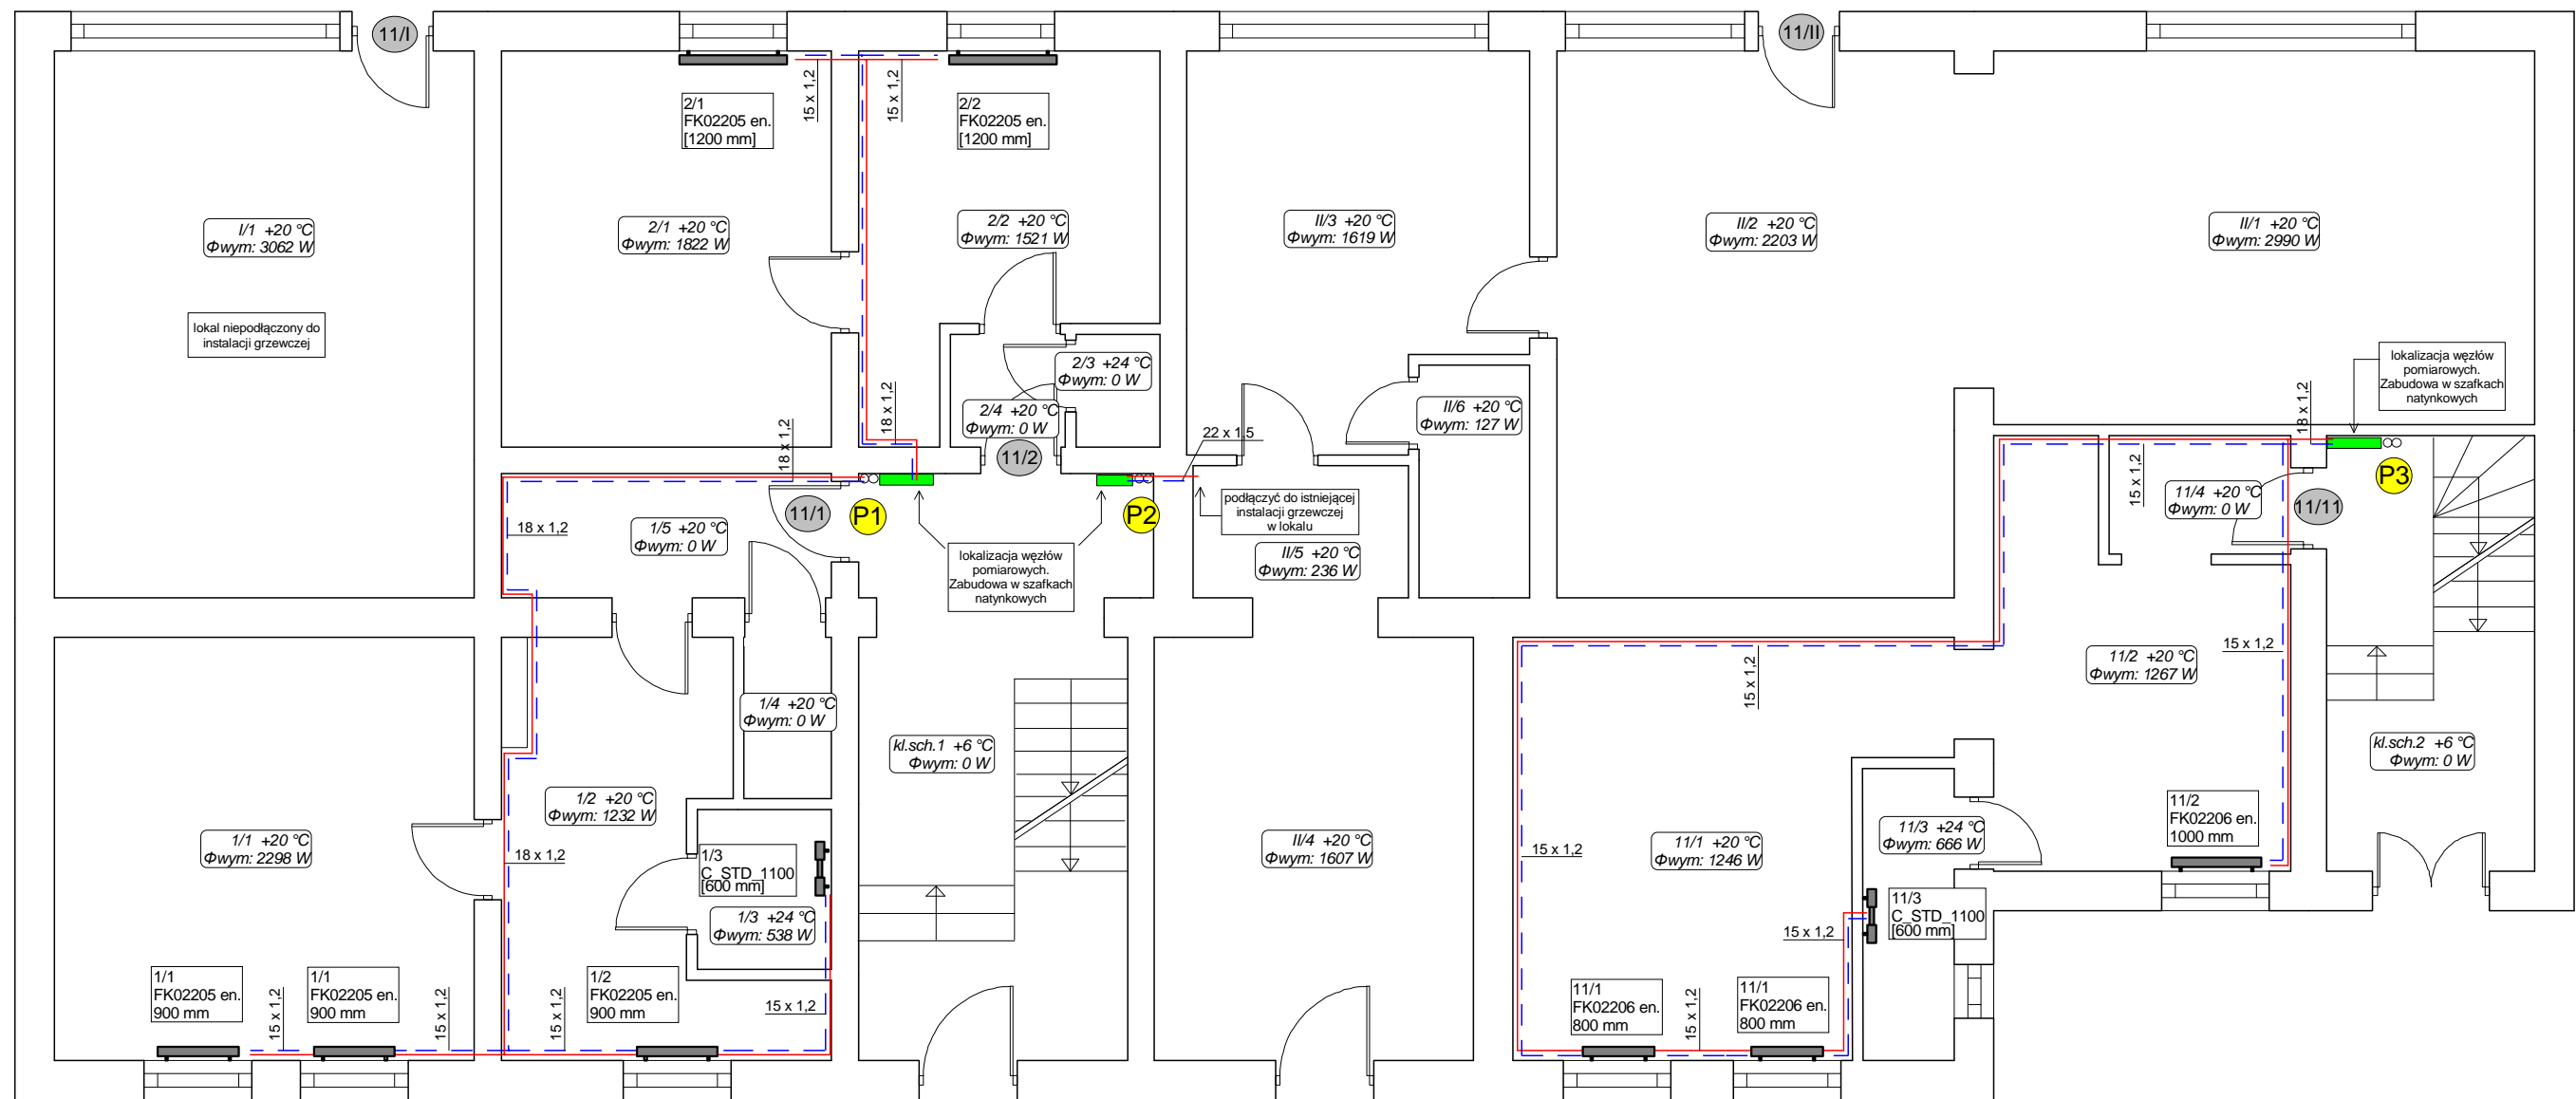 11/I
11/II
15 x 1,2
15 x 1,2
2/1
FK02205 en.
[1200 mm]
2/2
FK02205 en.
[1200 mm]
I/1 +20 °C
Φwym: 3062 W
2/1 +20 °C
Φwym: 1822 W
2/2 +20 °C
Φwym: 1521 W
II/3 +20 °C
Φwym: 1619 W
II/2 +20 °C
Φwym: 2203 W
II/1 +20 °C
Φwym: 2990 W
lokal niepodłączony do
instalacji grzewczej
2/3 +24 °C
Φwym: 0 W
lokalizacja węzłów
pomiarowych.
Zabudowa w szafkach
natynkowych
18 x 1,2
18 x 1,2
18 x 1,2
2/4 +20 °C
Φwym: 0 W
II/6 +20 °C
Φwym: 127 W
22 x 1,5
11/2
15 x 1,2
P3
11/4 +20 °C
Φwym: 0 W
11/11
podłączyć do istniejącej
instalacji grzewczej
w lokalu
11/1
P1
P2
18 x 1,2
1/5 +20 °C
Φwym: 0 W
lokalizacja węzłów
pomiarowych.
Zabudowa w szafkach
natynkowych
II/5 +20 °C
Φwym: 236 W
15 x 1,2
15 x 1,2
11/2 +20 °C
Φwym: 1267 W
1/4 +20 °C
Φwym: 0 W
kl.sch.1 +6 °C
Φwym: 0 W
kl.sch.2 +6 °C
Φwym: 0 W
1/2 +20 °C
Φwym: 1232 W
11/2
FK02206 en.
1000 mm
1/1 +20 °C
Φwym: 2298 W
18 x 1,2
1/3
C_STD_1100
[600 mm]
II/4 +20 °C
Φwym: 1607 W
15 x 1,2
11/1 +20 °C
Φwym: 1246 W
11/3 +24 °C
Φwym: 666 W
1/3 +24 °C
Φwym: 538 W
11/3
C_STD_1100
[600 mm]
15 x 1,2
1/1
FK02205 en.
900 mm
15 x 1,2
1/1
FK02205 en.
900 mm
15 x 1,2
15 x 1,2
1/2
FK02205 en.
900 mm
15 x 1,2
11/1
FK02206 en.
800 mm
15 x 1,2
11/1
FK02206 en.
800 mm